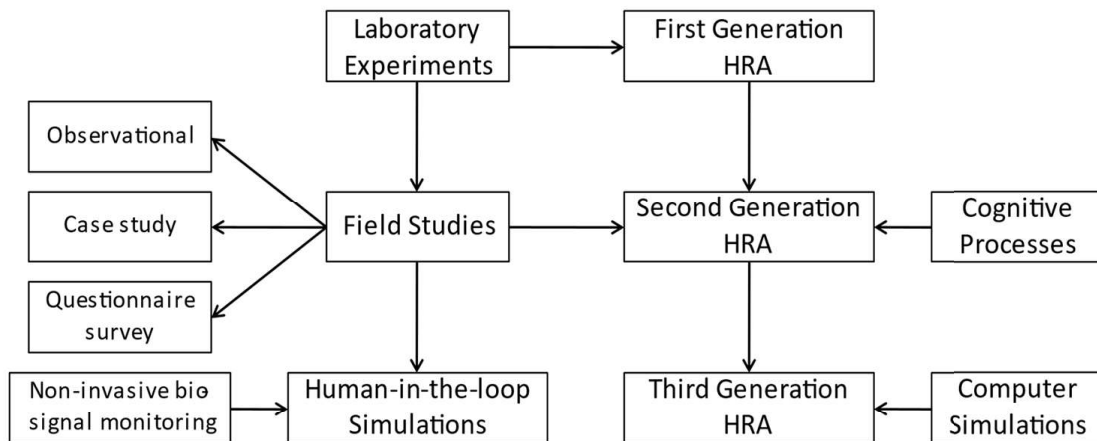 Laboratory
Experiments
First Generation
HRA
Observational
Case study
Questionnaire
survey
Field Studies
Second Generation
HRA
Cognitive
Processes
Non-invasive bio-
signal monitoring
Human-in-the-loop
Simulations
Third Generation
HRA
Computer
Simulations